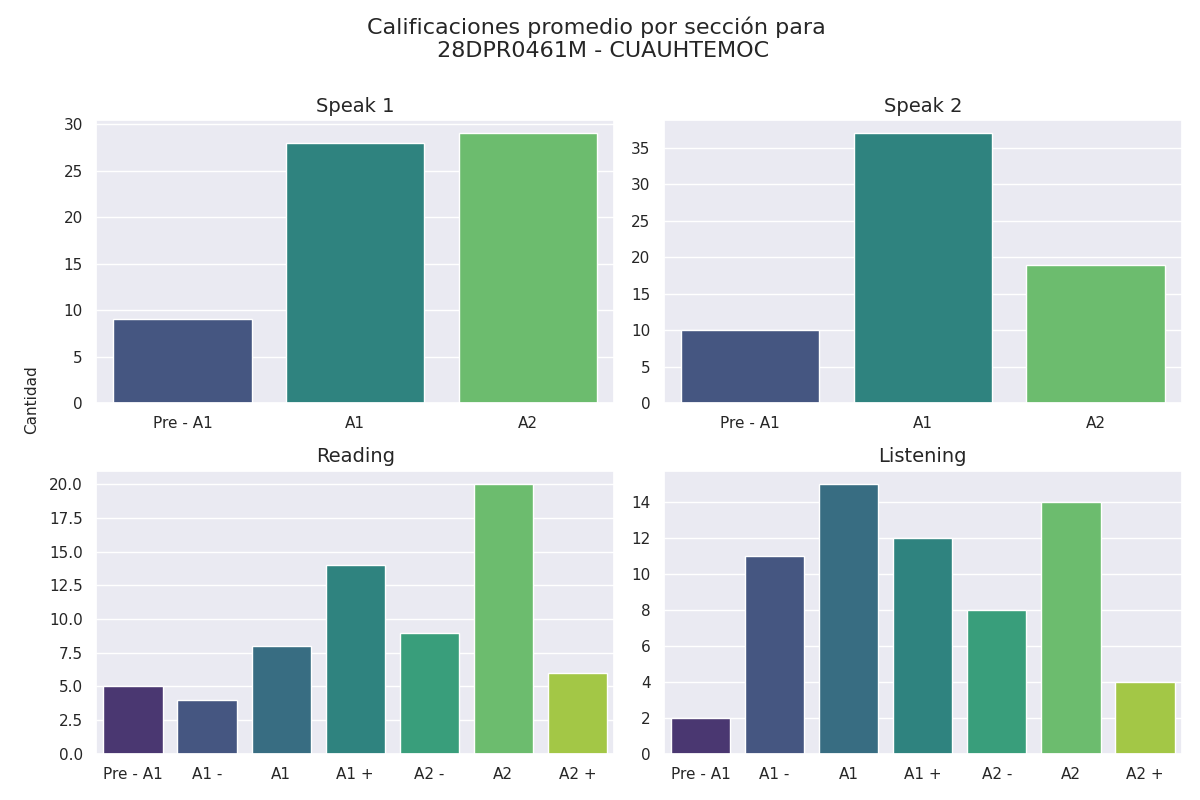 Calificaciones promedio por sección para
28DPR0461M - CUAUHTEMOC
Speak 1
30
25
20
15
10
5
0
Pre - A1 A1 A2
Speak 2
35
30
25
20
15
10
5
0
Pre - A1 A1 A2
Cantidad
Reading
20.0
17.5
15.0
12.5
10.0
7.5
5.0
2.5
0.0
Pre - A1 A1 - A1 A1 + A2 - A2 A2 +
Listening
14
12
10
8
6
4
2
0
Pre - A1 A1 - A1 A1 + A2 - A2 A2 +